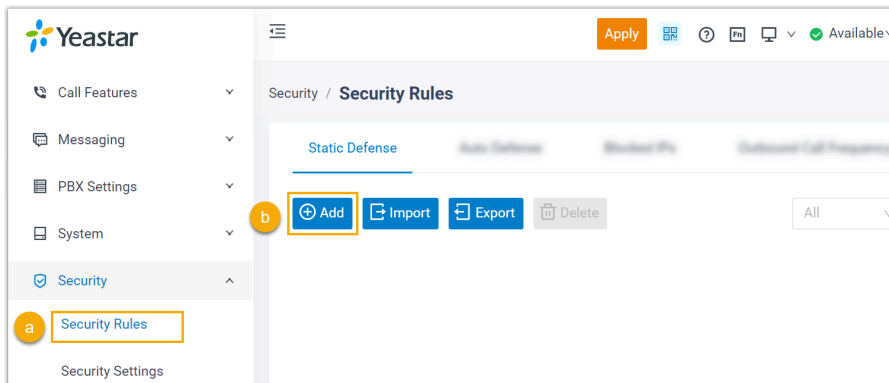 Yeastar
Apply Fn Available
Call Features
Security / Security Rules
Messaging
Static Defense
PBX Settings
b Add Import Export Delete All
System
Security
a Security Rules
Security Settings